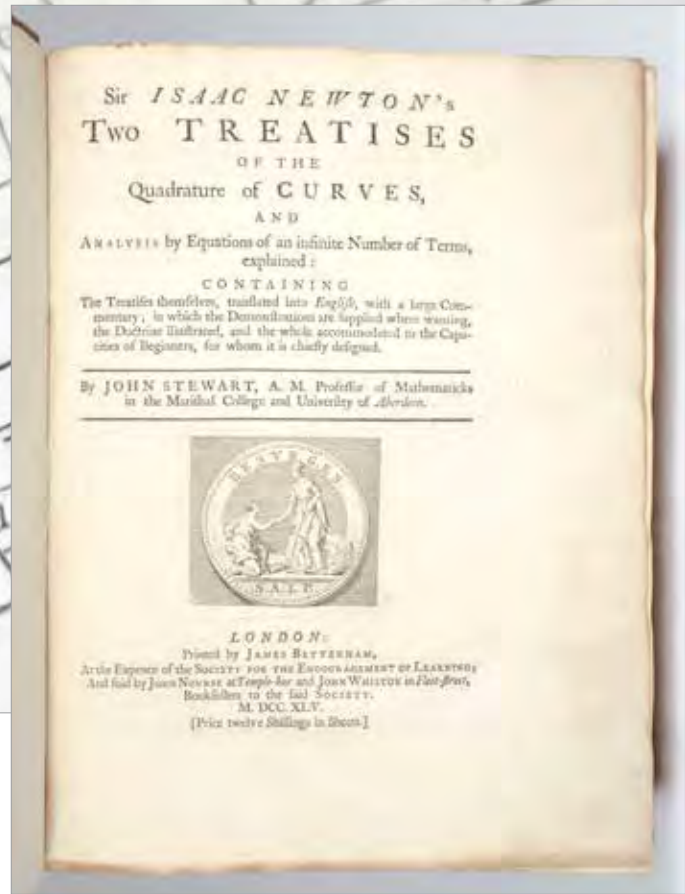 Sir ISAAC NEWTON's
Two TREATISES
OF THE
Quadrature of CURVES,
AND
ANALYSIS by Equations of an infinite Number of Terms,
explained:
CONTAINING
The Treatises themselves, translated into English, with a large Com-
mentary; in which the Demonstrations are supplied where wanting,
the Doctrine illustrated, and the whole accommodated to the Capa-
cities of Beginners, for whom it is chiefly designed.
By JOHN STEWART, A. M. Professor of Mathematicks
in the Marishal College and University of Aberdeen.
LONDON:
Printed by JAMES BETTENHAM,
At the Expence of the SOCIETY FOR THE ENCOURAGEMENT OF LEARNING;
And sold by JOHN NOURSE at Temple-bar and JOHN WHISTON in Fleet-street,
Booksellers to the said SOCIETY.
M. DCC. XLV.
[Price twelve Shillings in Sheets.]